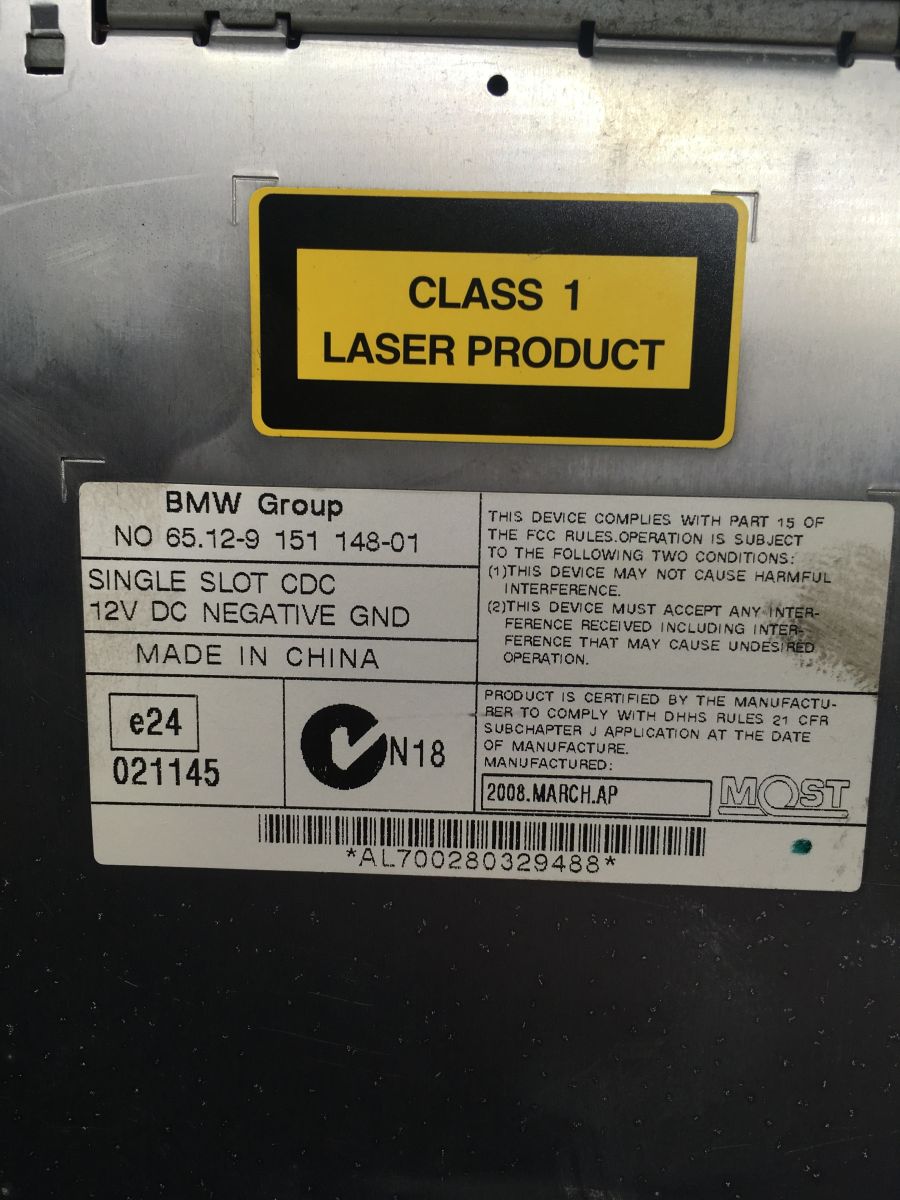 CLASS 1
LASER PRODUCT
BMW Group
NO 65.12-9 151 148-01
SINGLE SLOT CDC
12V DC NEGATIVE GND
MADE IN CHINA
e24
021145
N18
THIS DEVICE COMPLIES WITH PART 15 OF
THE FCC RULES.OPERATION IS SUBJECT
TO THE FOLLOWING TWO CONDITIONS:
(1)THIS DEVICE MAY NOT CAUSE HARMFUL
INTERFERENCE.
(2)THIS DEVICE MUST ACCEPT ANY INTER-
FERENCE RECEIVED INCLUDING INTER-
FERENCE THAT MAY CAUSE UNDESIRED
OPERATION.
PRODUCT IS CERTIFIED BY THE MANUFACTU-
RER TO COMPLY WITH DHHS RULES 21 CFR
SUBCHAPTER J APPLICATION AT THE DATE
OF MANUFACTURE.
MANUFACTURED:
2008.MARCH.AP
MOST
*AL700280329488*